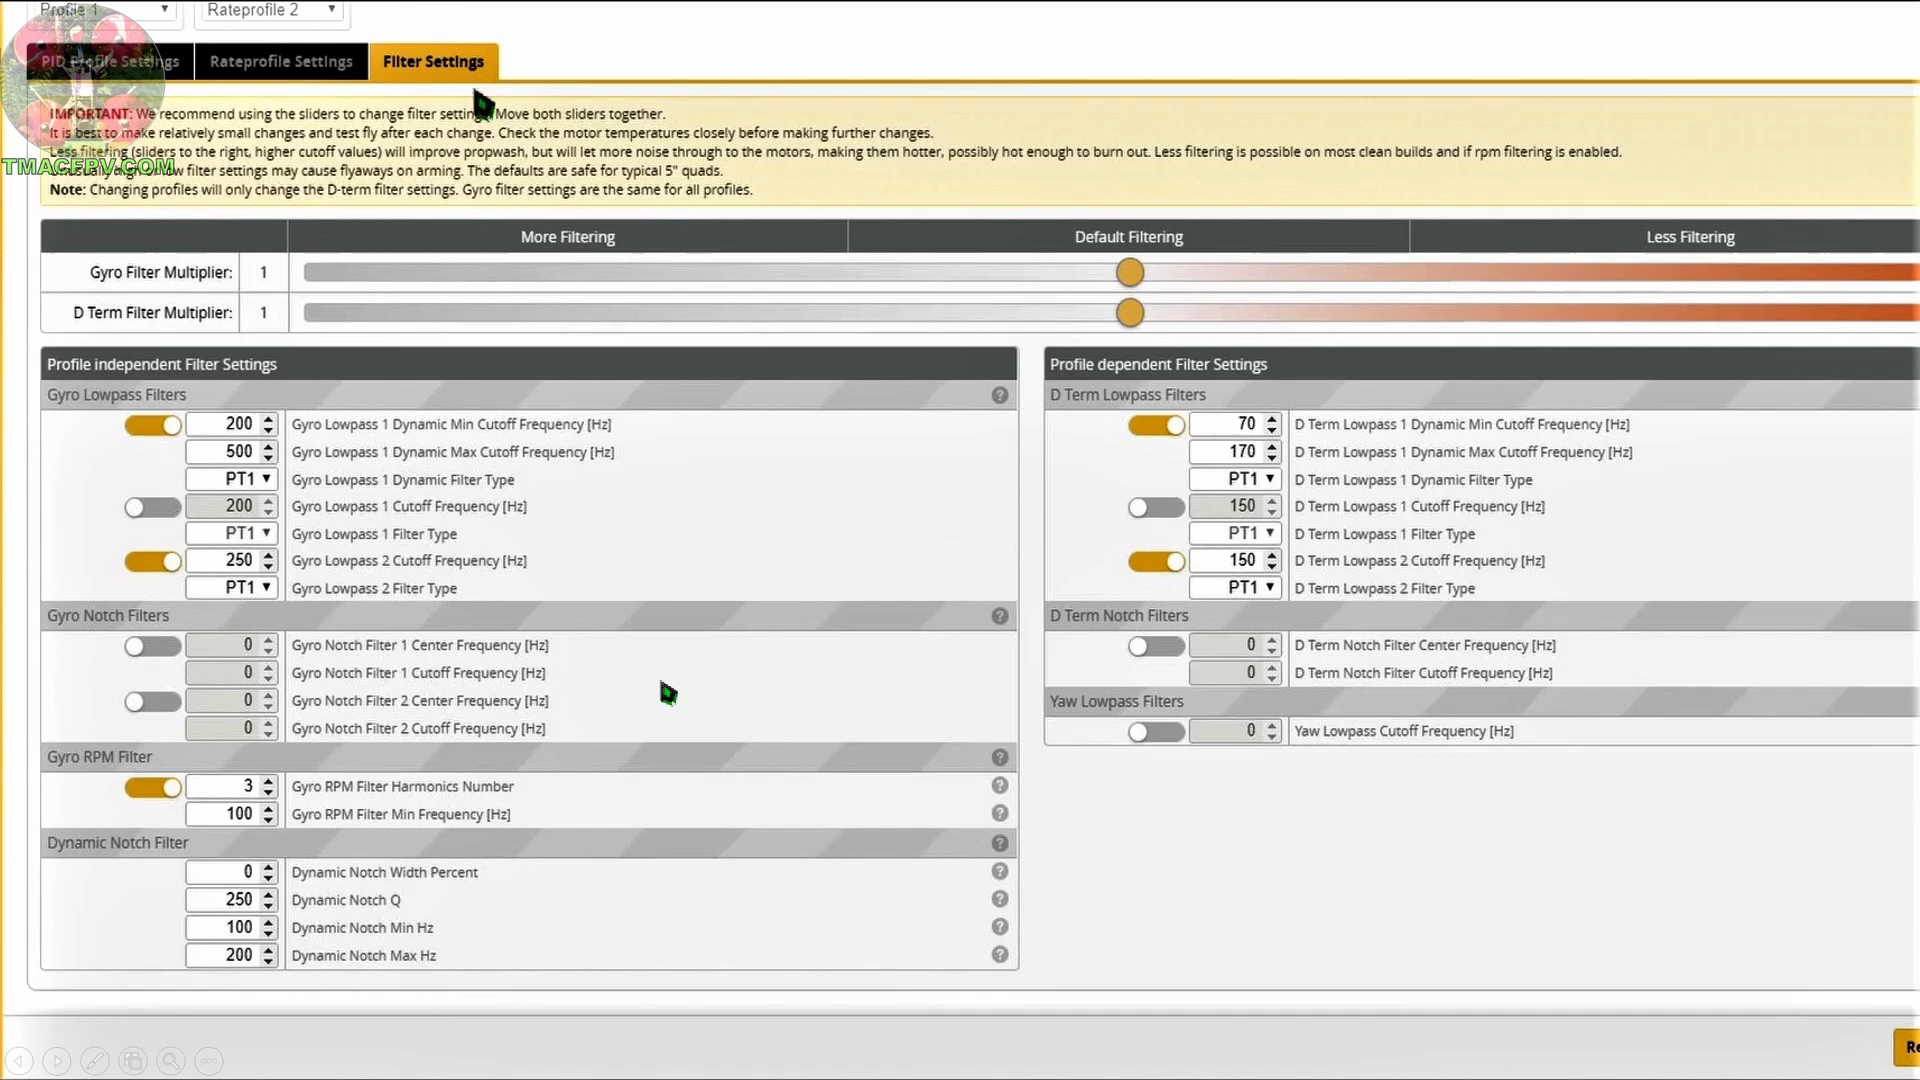 Profile 1
Rateprofile 2
PID Profile Settings
Rateprofile Settings
Filter Settings
IMPORTANT: We recommend using the sliders to change filter setting Move both sliders together.
It is best to make relatively small changes and test fly after each change. Check the motor temperatures closely before making further changes.
Less filtering (sliders to the right, higher cutoff values) will improve propwash, but will let more noise through to the motors, making them hotter, possibly hot enough to burn out. Less filtering is possible on most clean builds and if rpm filtering is enabled.
TMACFPV.COM
filter settings may cause flyaways on arming. The defaults are safe for typical 5" quads.
Note: Changing profiles will only change the D-term filter settings. Gyro filter settings are the same for all profiles.
More Filtering
Default Filtering
Less Filtering
Gyro Filter Multiplier: 1
D Term Filter Multiplier: 1
Profile independent Filter Settings
Gyro Lowpass Filters
200 Gyro Lowpass 1 Dynamic Min Cutoff Frequency [Hz]
500 Gyro Lowpass 1 Dynamic Max Cutoff Frequency [Hz]
PT1 Gyro Lowpass 1 Dynamic Filter Type
200 Gyro Lowpass 1 Cutoff Frequency [Hz]
PT1 Gyro Lowpass 1 Filter Type
250 Gyro Lowpass 2 Cutoff Frequency [Hz]
PT1 Gyro Lowpass 2 Filter Type
Gyro Notch Filters
0 Gyro Notch Filter 1 Center Frequency [Hz]
0 Gyro Notch Filter 1 Cutoff Frequency [Hz]
0 Gyro Notch Filter 2 Center Frequency [Hz]
0 Gyro Notch Filter 2 Cutoff Frequency [Hz]
Gyro RPM Filter
3 Gyro RPM Filter Harmonics Number
100 Gyro RPM Filter Min Frequency [Hz]
Dynamic Notch Filter
0 Dynamic Notch Width Percent
250 Dynamic Notch Q
100 Dynamic Notch Min Hz
200 Dynamic Notch Max Hz
Profile dependent Filter Settings
D Term Lowpass Filters
70 D Term Lowpass 1 Dynamic Min Cutoff Frequency [Hz]
170 D Term Lowpass 1 Dynamic Max Cutoff Frequency [Hz]
PT1 D Term Lowpass 1 Dynamic Filter Type
150 D Term Lowpass 1 Cutoff Frequency [Hz]
PT1 D Term Lowpass 1 Filter Type
150 D Term Lowpass 2 Cutoff Frequency [Hz]
PT1 D Term Lowpass 2 Filter Type
D Term Notch Filters
0 D Term Notch Filter Center Frequency [Hz]
0 D Term Notch Filter Cutoff Frequency [Hz]
Yaw Lowpass Filters
0 Yaw Lowpass Cutoff Frequency [Hz]
Re